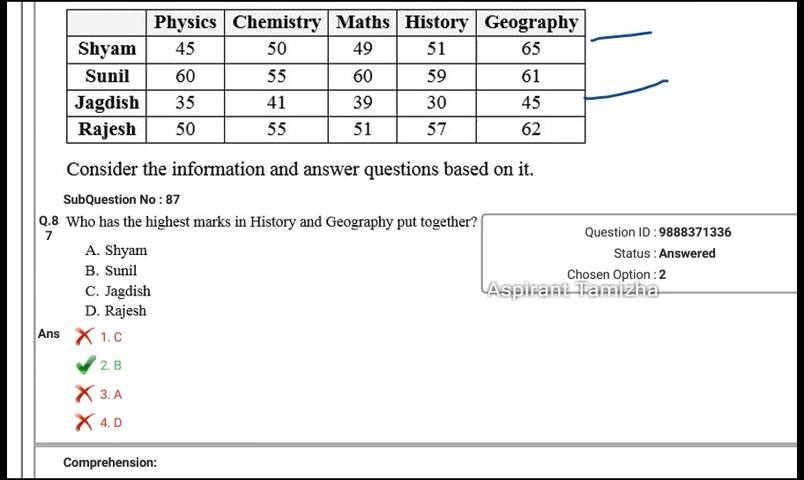 Physics Chemistry Maths History Geography
Shyam 45 50 49 51 65
Sunil 60 55 60 59 61
Jagdish 35 41 39 30 45
Rajesh 50 55 51 57 62
Consider the information and answer questions based on it.
SubQuestion No : 87
Q.8 Who has the highest marks in History and Geography put together?
7
A. Shyam
B. Sunil
C. Jagdish
D. Rajesh
Question ID : 9888371336
Status : Answered
Chosen Option : 2
Aspirant Tamizha
Ans 1. C
2. B
3. A
4. D
Comprehension: